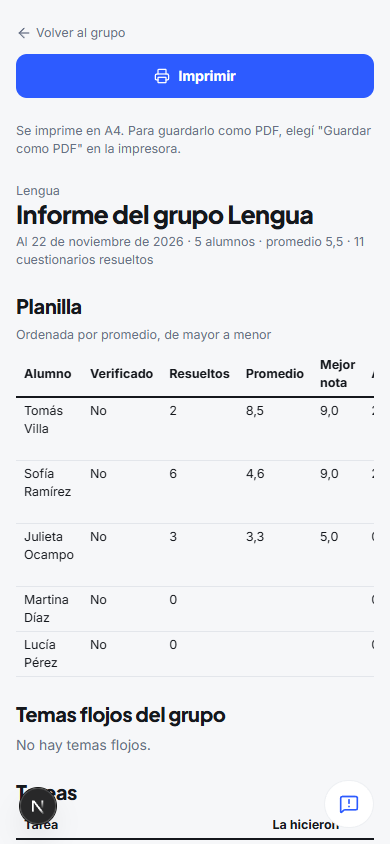 Volver al grupo
Imprimir
Se imprime en A4. Para guardarlo como PDF, elegí "Guardar
como PDF" en la impresora.
Lengua
Informe del grupo Lengua
Al 22 de noviembre de 2026 · 5 alumnos · promedio 5,5 · 11
cuestionarios resueltos
Planilla
Ordenada por promedio, de mayor a menor
Alumno Verificado Resueltos Promedio Mejor nota
Tomás Villa No 2 8,5 9,0
Sofía Ramírez No 6 4,6 9,0
Julieta Ocampo No 3 3,3 5,0
Martina Díaz No 0
Lucía Pérez No 0
Temas flojos del grupo
No hay temas flojos.
N
Tarea La hicieron